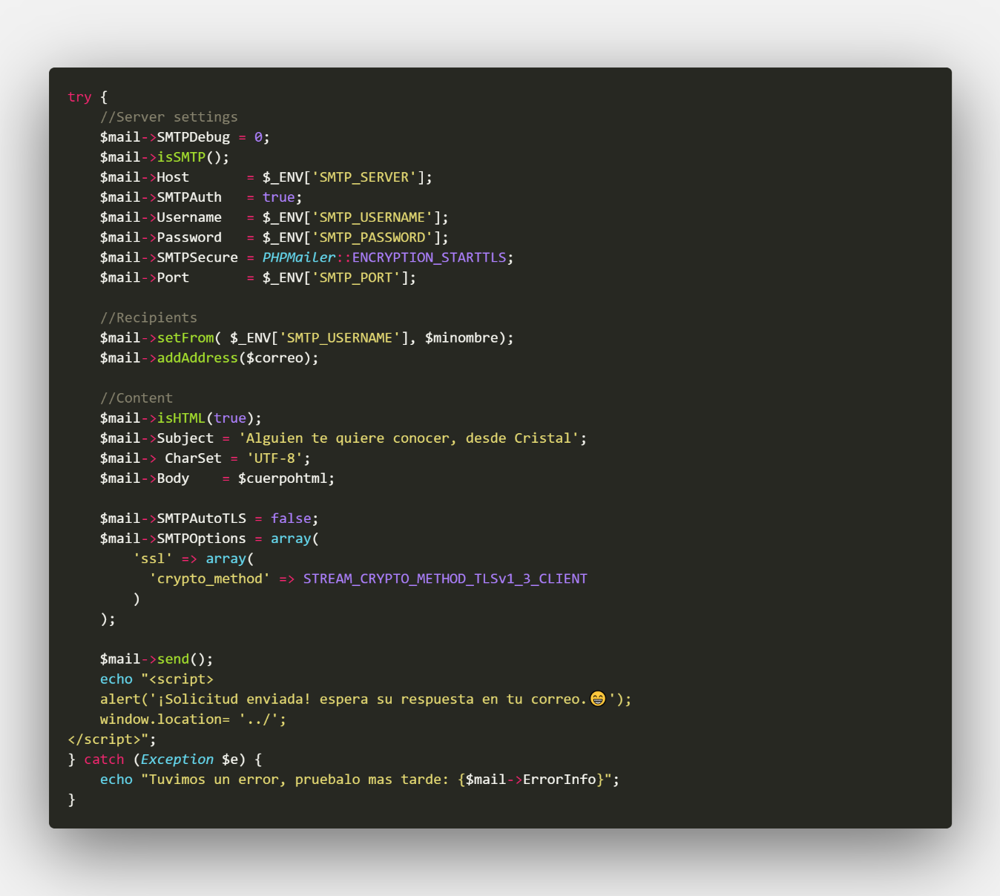 try {
    //Server settings
    $mail->SMTPDebug = 0;
    $mail->isSMTP();
    $mail->Host       = $_ENV['SMTP_SERVER'];
    $mail->SMTPAuth   = true;
    $mail->Username   = $_ENV['SMTP_USERNAME'];
    $mail->Password   = $_ENV['SMTP_PASSWORD'];
    $mail->SMTPSecure = PHPMailer::ENCRYPTION_STARTTLS;
    $mail->Port       = $_ENV['SMTP_PORT'];

    //Recipients
    $mail->setFrom( $_ENV['SMTP_USERNAME'], $minombre);
    $mail->addAddress($correo);

    //Content
    $mail->isHTML(true);
    $mail->Subject = 'Alguien te quiere conocer, desde Cristal';
    $mail-> CharSet = 'UTF-8';
    $mail->Body    = $cuerpohtml;

    $mail->SMTPAutoTLS = false;
    $mail->SMTPOptions = array(
        'ssl' => array(
          'crypto_method' => STREAM_CRYPTO_METHOD_TLSv1_3_CLIENT
        )
    );

    $mail->send();
    echo "<script>
    alert('¡Solicitud enviada! espera su respuesta en tu correo.😁');
    window.location= '../';
</script>";
} catch (Exception $e) {
    echo "Tuvimos un error, pruebalo mas tarde: {$mail->ErrorInfo}";
}